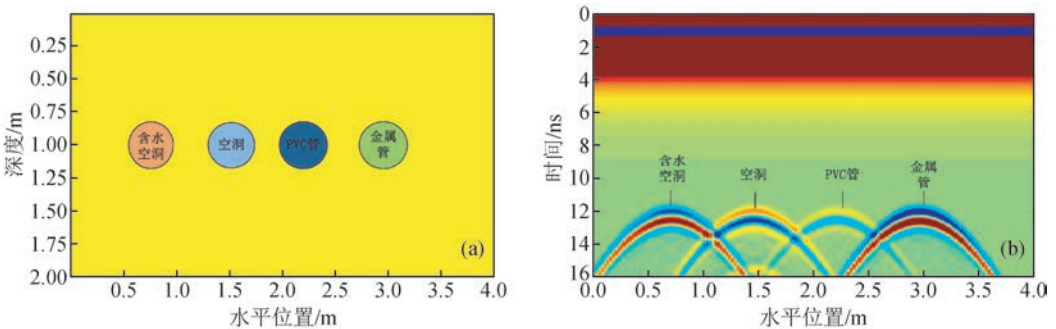 深度/m
0.25
0.50
0.75
1.00
1.25
1.50
1.75
2.00
含水
空洞
空洞
PVC管
金属
管
(a)
0.5 1.0 1.5 2.0 2.5 3.0 3.5 4.0
水平位置/m
时间/ns
0
2
4
6
8
10
12
14
16
含水
空洞
空洞
PVC管
金属
管
(b)
0.0 0.5 1.0 1.5 2.0 2.5 3.0 3.5 4.0
水平位置/m